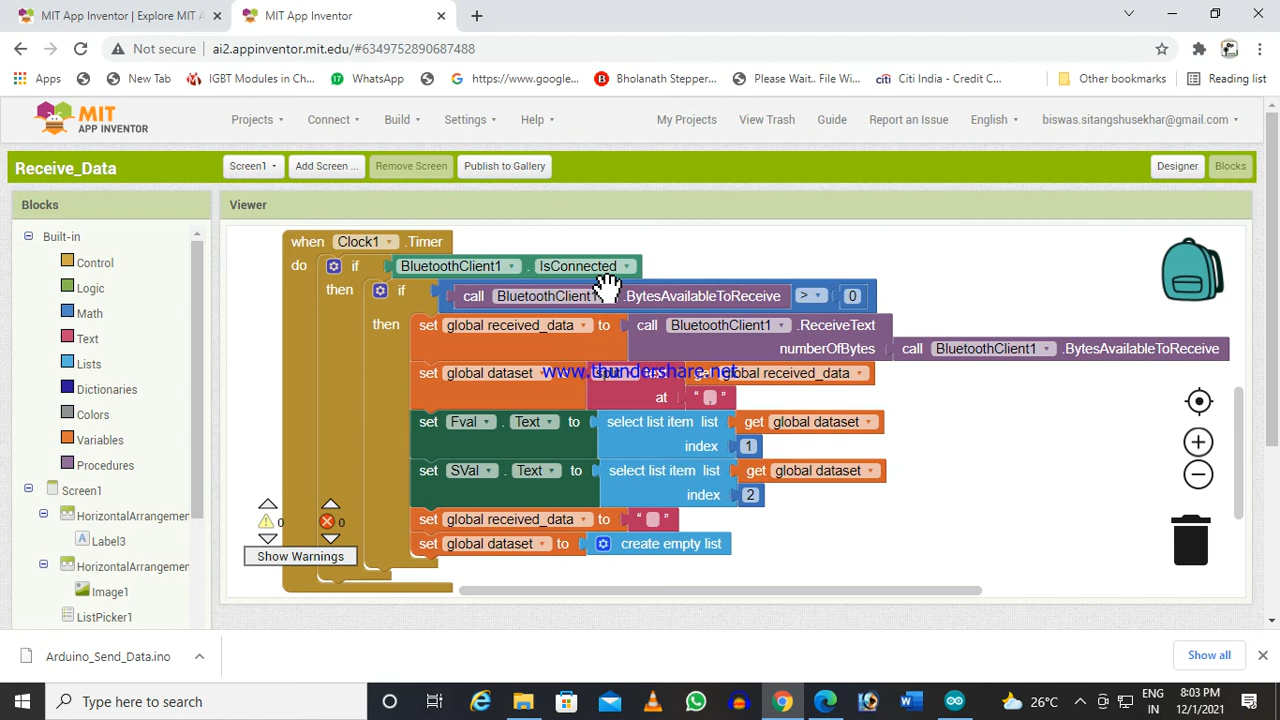 MIT App Inventor | Explore MIT A
MIT App Inventor
Not secure
ai2.appinventor.mit.edu/#6349752890687488
Apps
New Tab
IGBT Modules in Ch...
WhatsApp
https://www.google...
Bholanath Stepper...
Please Wait.. File Wi...
Citi India - Credit C...
Other bookmarks
Reading list
MIT
APP INVENTOR
Projects
Connect
Build
Settings
Help
My Projects
View Trash
Guide
Report an Issue
English
biswas.sitangshusekhar@gmail.com
Receive_Data
Screen1
Add Screen ...
Remove Screen
Publish to Gallery
Designer
Blocks
Blocks
Viewer
Built-in
Control
Logic
Math
Text
Lists
Dictionaries
Colors
Variables
Procedures
Screen1
HorizontalArrangemer
Label3
HorizontalArrangemer
Image1
ListPicker1
when Clock1 .Timer
do if BluetoothClient1 . IsConnected
then if call BluetoothClient1 .BytesAvailableToReceive > 0
then set global received_data to call BluetoothClient1 .ReceiveText
numberOfBytes call BluetoothClient1 .BytesAvailableToReceive
set global dataset get global received_data
www.thundershare.net
at " , "
set Fval . Text to select list item list get global dataset
index 1
set SVal . Text to select list item list get global dataset
index 2
set global received_data to " "
set global dataset to create empty list
0 0
Show Warnings
Arduino_Send_Data.ino
Show all
Type here to search
26°C
ENG
IN
8:03 PM
12/1/2021